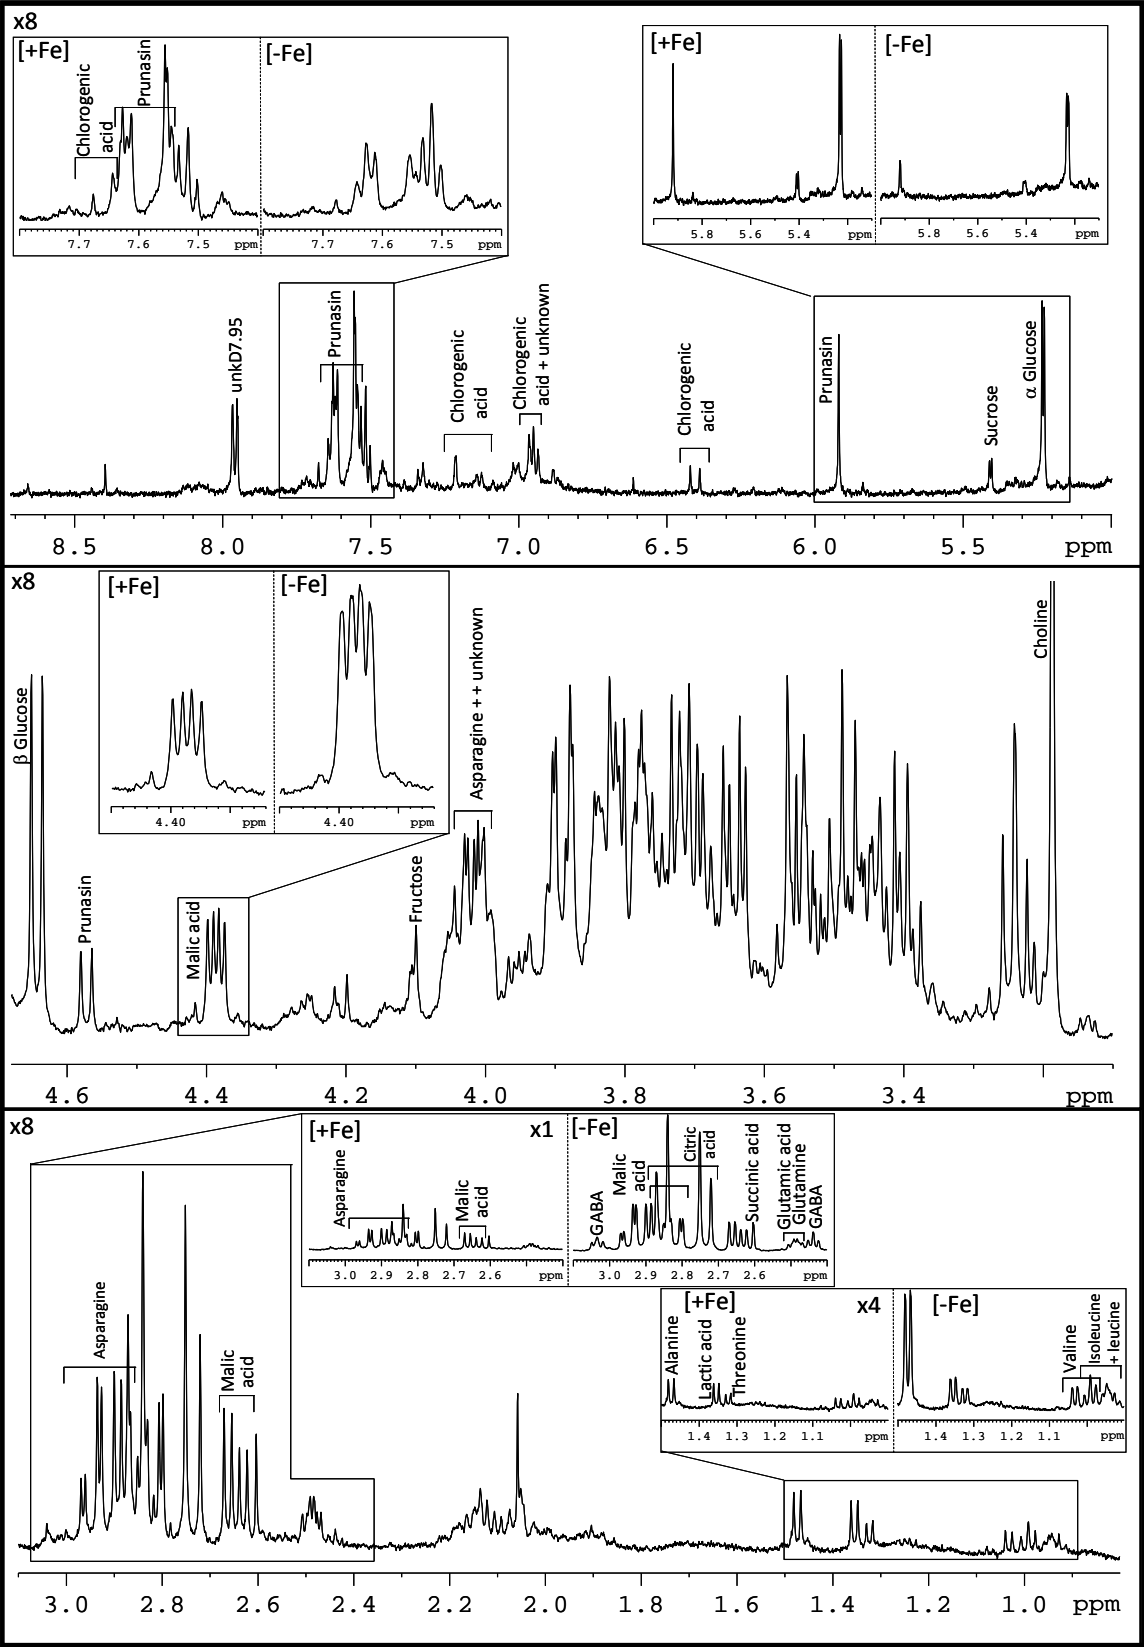 x8
[+Fe]
[-Fe]
Chlorogenic
acid
Prunasin
7.7
7.6
7.5
ppm
7.7
7.6
7.5
ppm
[+Fe]
[-Fe]
5.8
5.6
5.4
ppm
5.8
5.6
5.4
ppm
unkD7.95
Prunasin
Chlorogenic
acid
Chlorogenic
acid + unknown
Chlorogenic
acid
Prunasin
Sucrose
α Glucose
8.5
8.0
7.5
7.0
6.5
6.0
5.5
ppm
x8
[+Fe]
[-Fe]
4.40
ppm
4.40
ppm
β Glucose
Prunasin
Malic acid
Fructose
Asparagine + + unknown
Choline
4.6
4.4
4.2
4.0
3.8
3.6
3.4
ppm
x8
[+Fe]
x1
[-Fe]
Asparagine
Malic
acid
GABA
Malic
acid
Citric
acid
Succinic acid
Glutamic acid
Glutamine
GABA
3.0
2.9
2.8
2.7
2.6
ppm
3.0
2.9
2.8
2.7
2.6
ppm
[+Fe]
x4
[-Fe]
Alanine
Lactic acid
Threonine
Valine
Isoleucine
+ leucine
1.4
1.3
1.2
1.1
ppm
1.4
1.3
1.2
1.1
ppm
Asparagine
Malic
acid
3.0
2.8
2.6
2.4
2.2
2.0
1.8
1.6
1.4
1.2
1.0
ppm